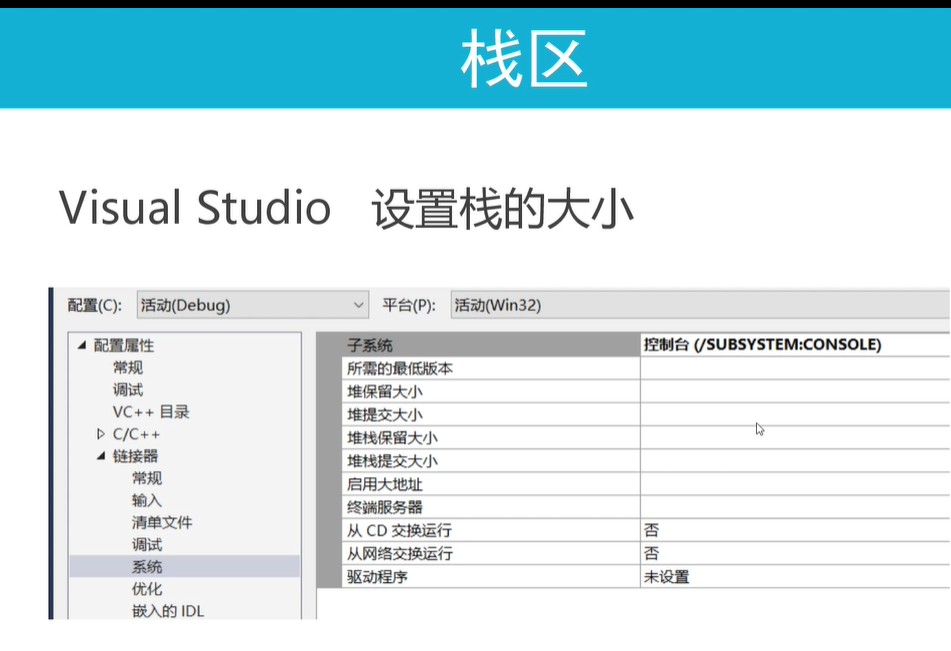 栈区
Visual Studio 设置栈的大小
配置(C): 活动(Debug) 平台(P): 活动(Win32)
配置属性
常规
调试
VC++ 目录
C/C++
链接器
常规
输入
清单文件
调试
系统
优化
嵌入的 IDL
子系统 控制台 (/SUBSYSTEM:CONSOLE)
所需的最低版本
堆保留大小
堆提交大小
堆栈保留大小
堆栈提交大小
启用大地址
终端服务器
从 CD 交换运行 否
从网络交换运行 否
驱动程序 未设置